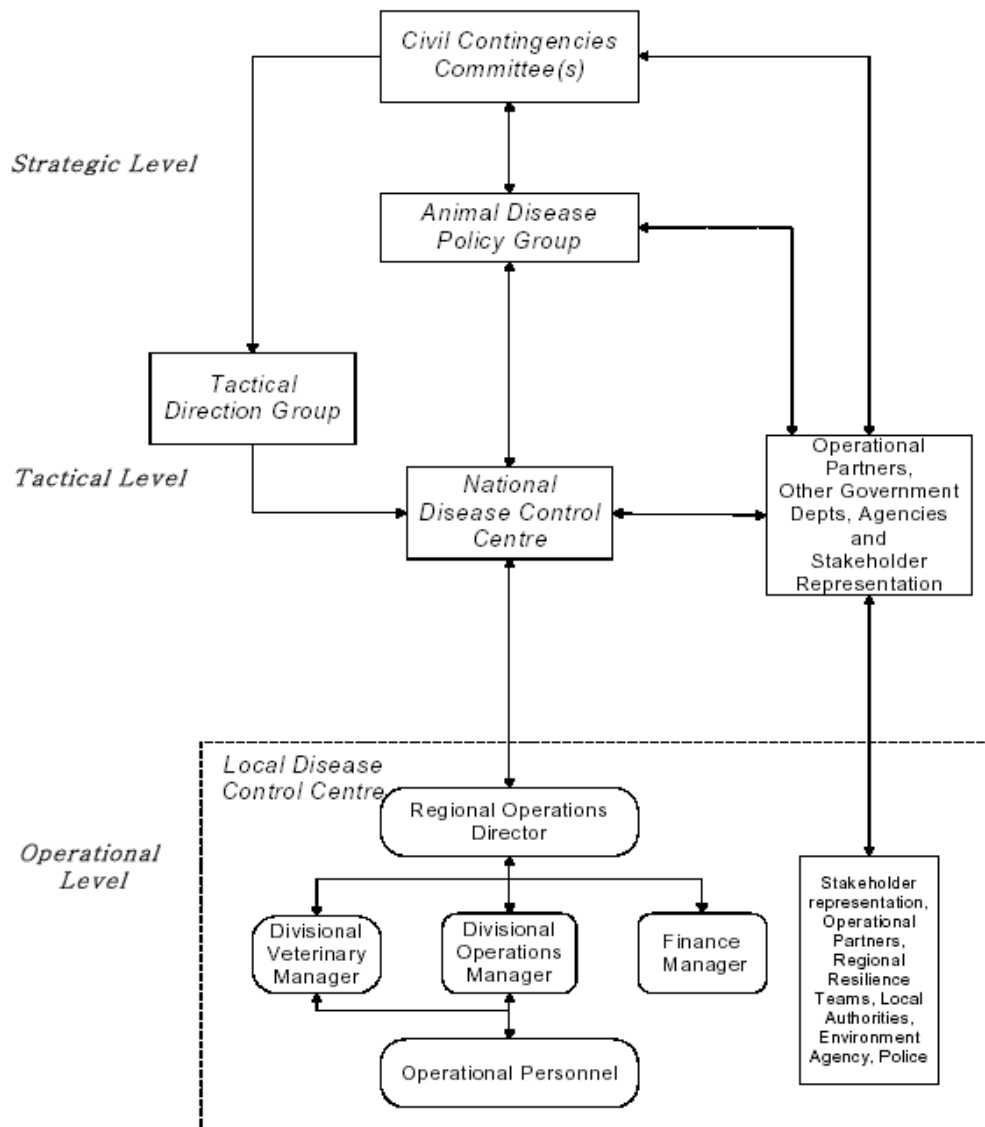 Civil Contingencies
Committee(s)
Strategic Level
Animal Disease
Policy Group
Tactical
Direction Group
Tactical Level
National
Disease Control
Centre
Operational
Partners,
Other Government
Depts, Agencies
and
Stakeholder
Representation
Local Disease
Control Centre
Regional Operations
Director
Operational
Level
Divisional
Veterinary
Manager
Divisional
Operations
Manager
Finance
Manager
Stakeholder
representation,
Operational
Partners,
Regional
Resilience
Teams, Local
Authorities,
Environment
Agency, Police
Operational Personnel